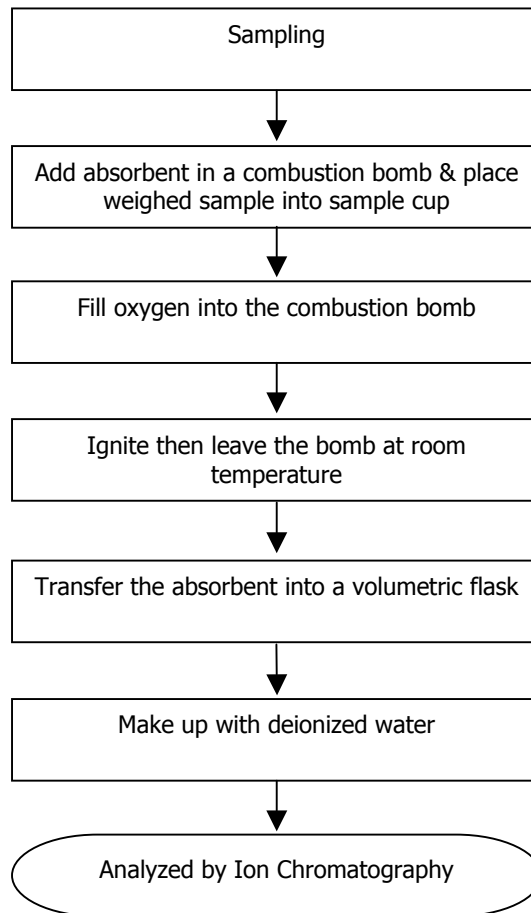 Sampling
Add absorbent in a combustion bomb & place
weighed sample into sample cup
Fill oxygen into the combustion bomb
Ignite then leave the bomb at room
temperature
Transfer the absorbent into a volumetric flask
Make up with deionized water
Analyzed by Ion Chromatography